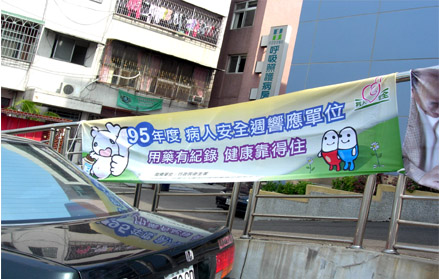 呼吸照護病
95年度 病人安全週響應單位
用藥有紀錄 健康靠得住